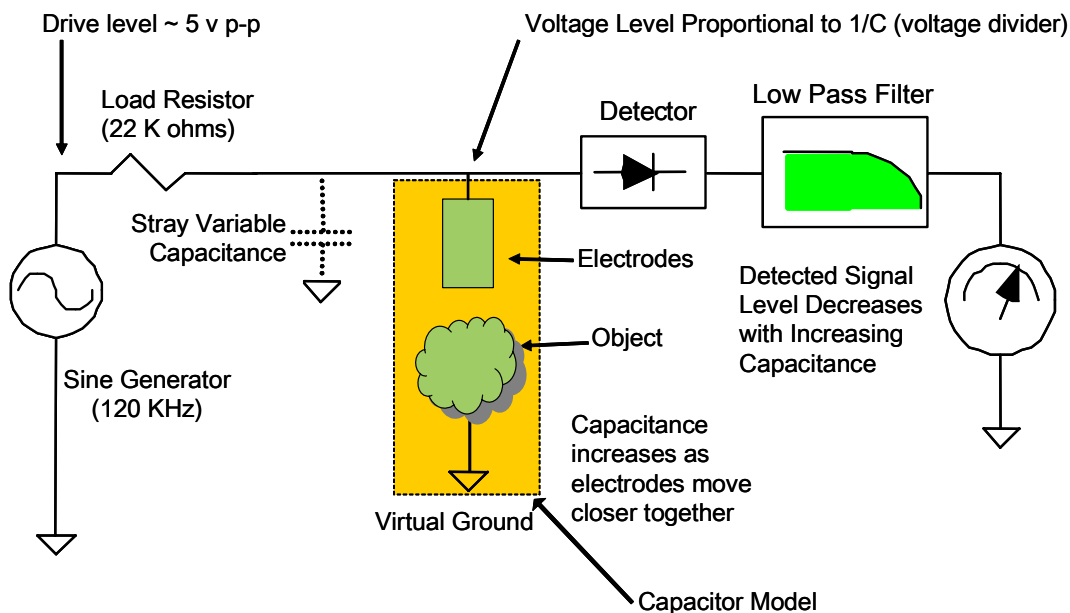 Drive level ~ 5 v p-p
Voltage Level Proportional to 1/C (voltage divider)
Load Resistor
(22 K ohms)
Detector
Low Pass Filter
Stray Variable
Capacitance
Electrodes
Detected Signal
Level Decreases
with Increasing
Capacitance
Object
Sine Generator
(120 KHz)
Capacitance
increases as
electrodes move
closer together
Virtual Ground
Capacitor Model